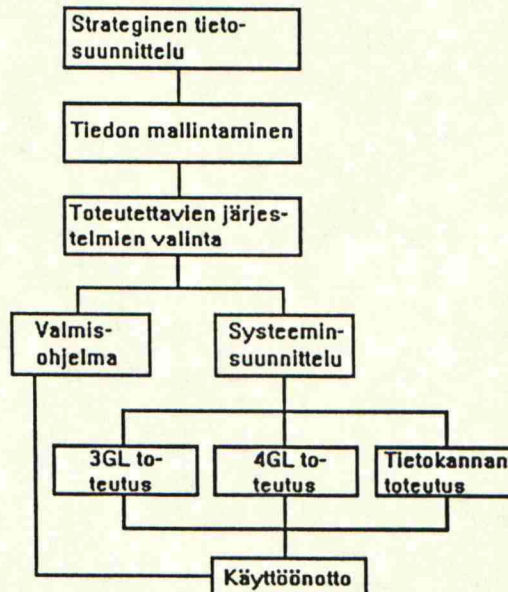 Strateginen tieto-
suunnittelu
Tiedon mallintaminen
Toteutettavien järjes-
telmien valinta
Valmis-
ohjelma
Systeemin-
suunnittelu
3GL to-
teutus
4GL to-
teutus
Tietokannan
toteutus
Käyttöönotto